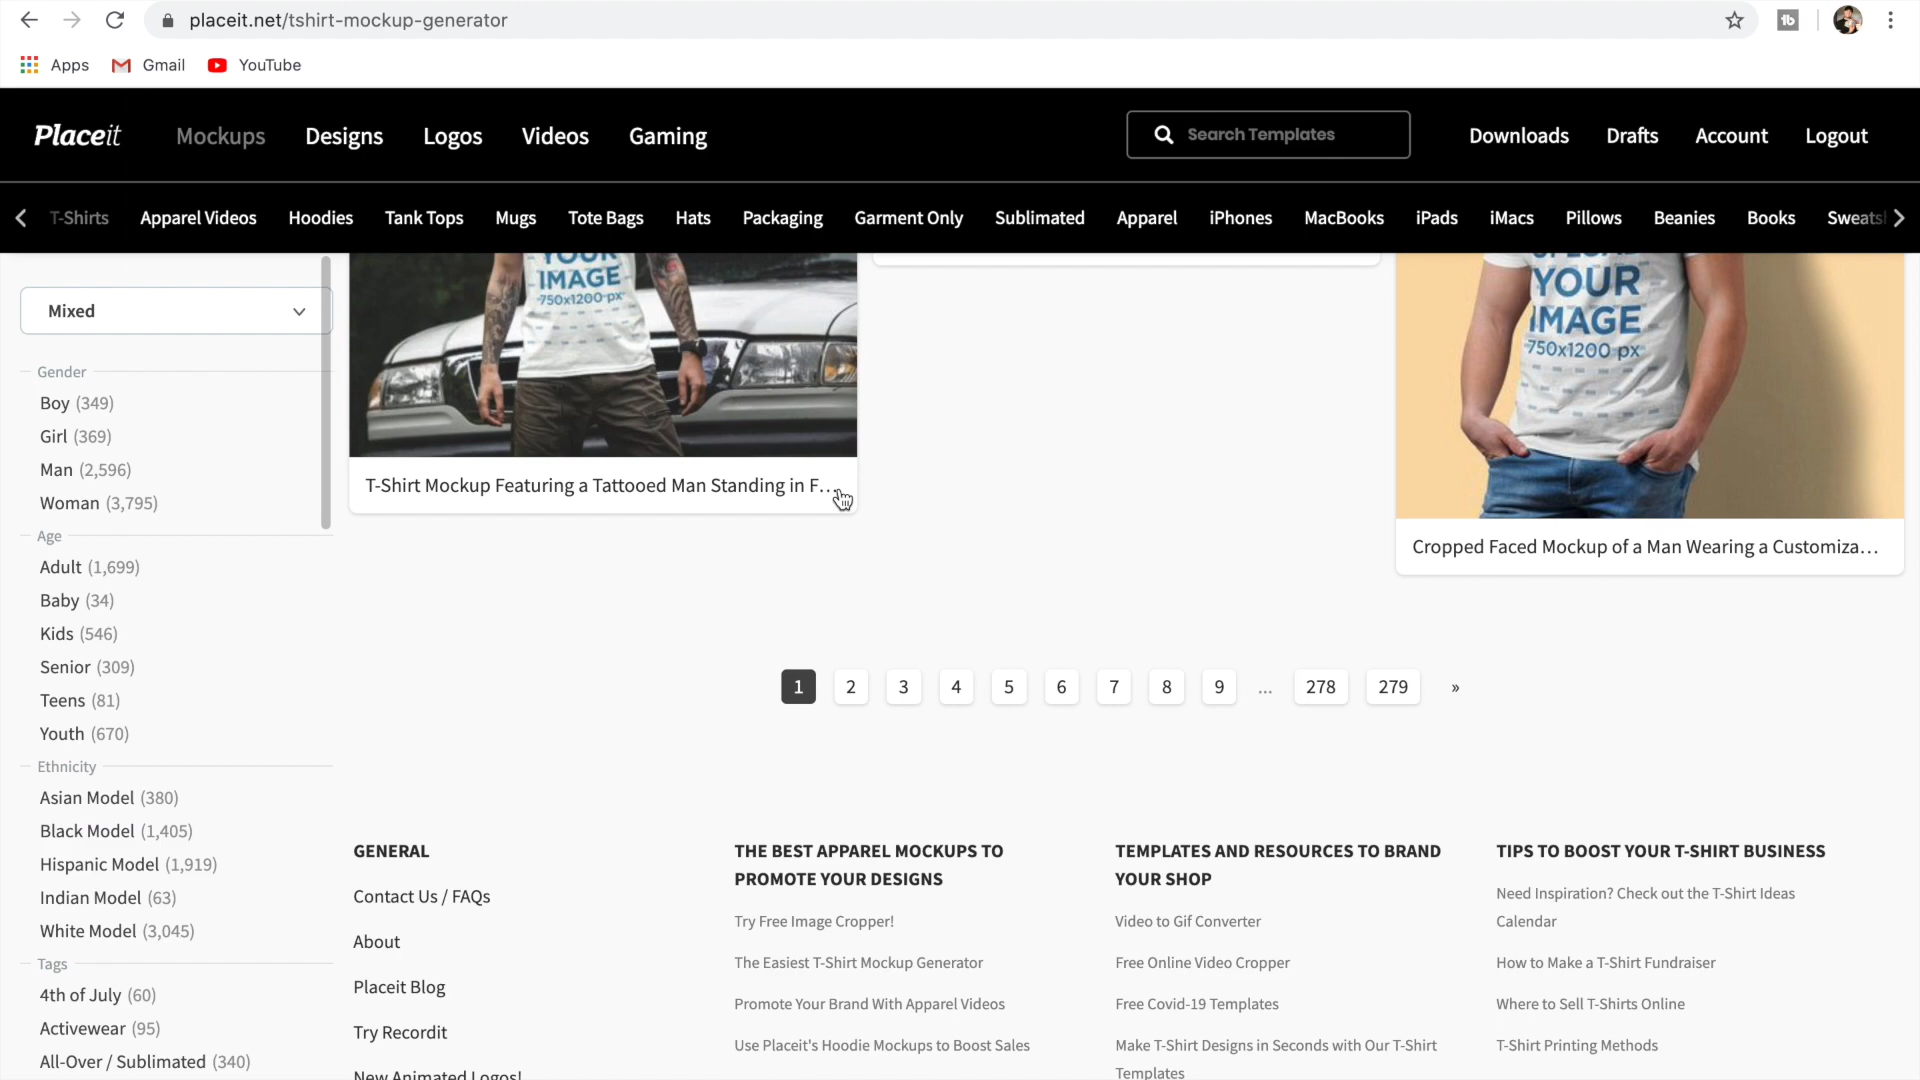 placeit.net/tshirt-mockup-generator
Apps Gmail YouTube
Placeit Mockups Designs Logos Videos Gaming Search Templates Downloads Drafts Account Logout
T-Shirts Apparel Videos Hoodies Tank Tops Mugs Tote Bags Hats Packaging Garment Only Sublimated Apparel iPhones MacBooks iPads iMacs Pillows Beanies Books Sweats
Mixed
Gender
Boy (349)
Girl (369)
Man (2,596)
Woman (3,795)
Age
Adult (1,699)
Baby (34)
Kids (546)
Senior (309)
Teens (81)
Youth (670)
Ethnicity
Asian Model (380)
Black Model (1,405)
Hispanic Model (1,919)
Indian Model (63)
White Model (3,045)
Tags
4th of July (60)
Activewear (95)
All-Over / Sublimated (340)
YOUR
IMAGE
750x1200 px
T-Shirt Mockup Featuring a Tattooed Man Standing in F...
UPLOAD
YOUR
IMAGE
750x1200 px
Cropped Faced Mockup of a Man Wearing a Customiza...
1 2 3 4 5 6 7 8 9 ... 278 279 »
GENERAL
Contact Us / FAQs
About
Placeit Blog
Try Recordit
New Animated Logos!
THE BEST APPAREL MOCKUPS TO
PROMOTE YOUR DESIGNS
Try Free Image Cropper!
The Easiest T-Shirt Mockup Generator
Promote Your Brand With Apparel Videos
Use Placeit's Hoodie Mockups to Boost Sales
TEMPLATES AND RESOURCES TO BRAND
YOUR SHOP
Video to Gif Converter
Free Online Video Cropper
Free Covid-19 Templates
Make T-Shirt Designs in Seconds with Our T-Shirt
Templates
TIPS TO BOOST YOUR T-SHIRT BUSINESS
Need Inspiration? Check out the T-Shirt Ideas
Calendar
How to Make a T-Shirt Fundraiser
Where to Sell T-Shirts Online
T-Shirt Printing Methods